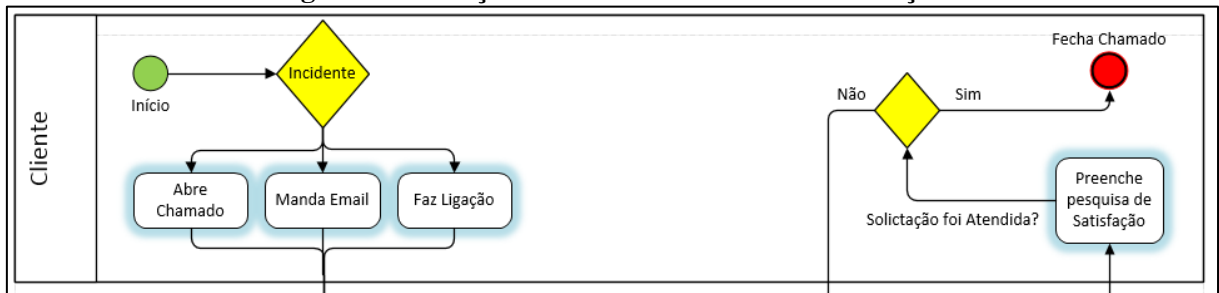 Cliente
Início
Incidente
Abre
Chamado
Manda Email
Faz Ligação
Não
Sim
Fecha Chamado
Solictação foi Atendida?
Preenche
pesquisa de
Satisfação